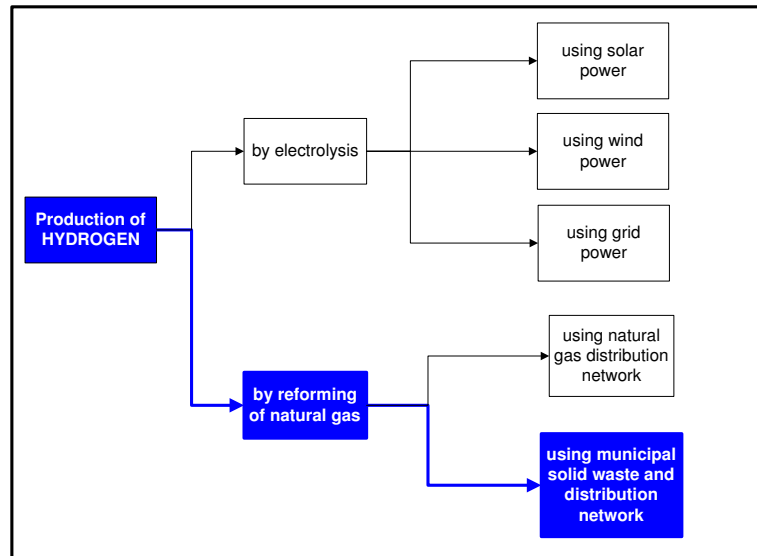 using solar
power
by electrolysis
using wind
power
Production of
HYDROGEN
using grid
power
using natural
gas distribution
network
by reforming
of natural gas
using municipal
solid waste and
distribution
network